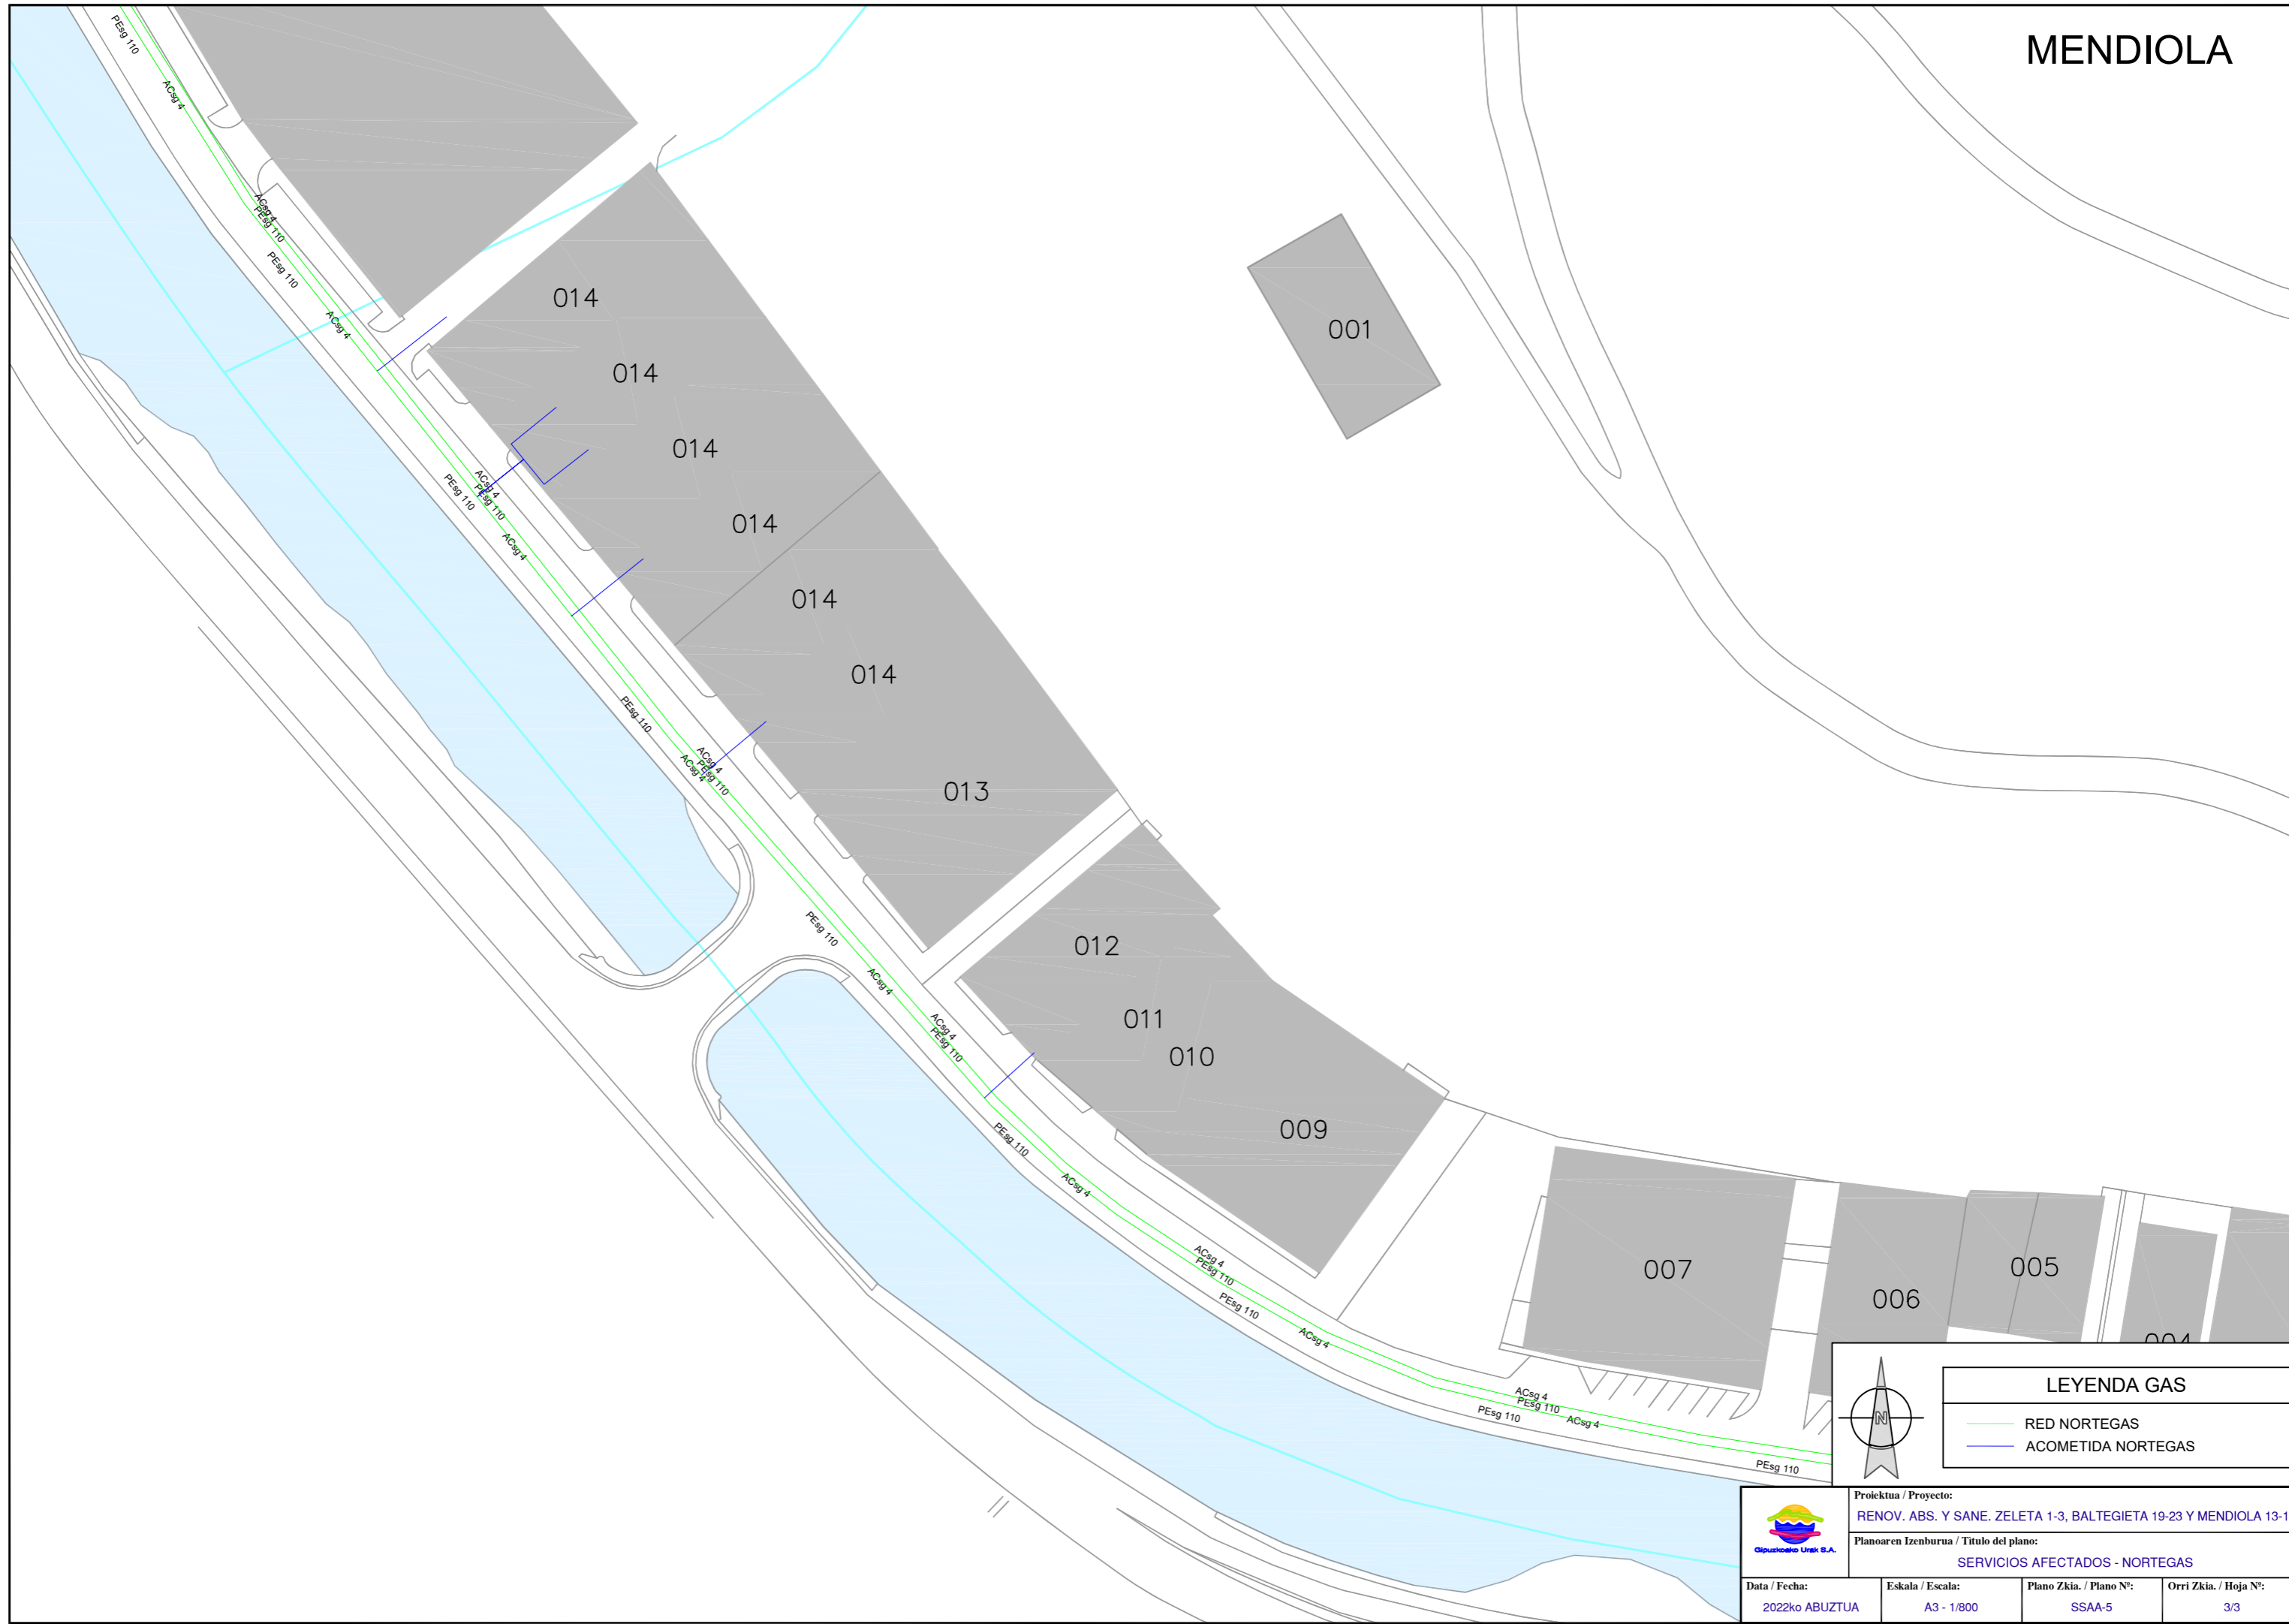 MENDIOLA
PEsg 110
ACsg 4
ACsg 4
PEsg 110
PEsg 110
ACsg 4
014
001
014
014
ACsg 4
PEsg 110
PEsg 110
ACsg 4
014
014
014
PEsg 110
ACsg 4
PEsg 110
ACsg 4
013
PEsg 110
ACsg 4
012
ACsg 4
PEsg 110
011
010
009
PEsg 110
ACsg 4
ACsg 4
PEsg 110
PEsg 110
ACsg 4
007
006
005
004
ACsg 4
PEsg 110
PEsg 110
ACsg 4
PEsg 110
N
LEYENDA GAS
RED NORTEGAS
ACOMETIDA NORTEGAS
Gipuzkoako Urak S.A.
Proiektua / Proyecto:
RENOV. ABS. Y SANE. ZELETA 1-3, BALTEGIETA 19-23 Y MENDIOLA 13-1
Planoaren Izenburua / Titulo del plano:
SERVICIOS AFECTADOS - NORTEGAS
Data / Fecha:
2022ko ABUZTUA
Eskala / Escala:
A3 - 1/800
Plano Zkia. / Plano Nº:
SSAA-5
Orri Zkia. / Hoja Nº:
3/3